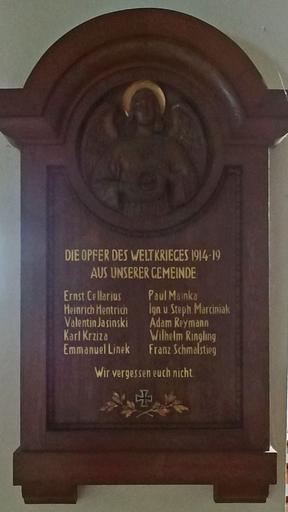 DIE OPFER DES WELTKRIEGES 1914-19
AUS UNSERER GEMEINDE
Ernst Cellarius
Heinrich Hentrich
Valentin Jasinski
Karl Krziza
Emmanuel Linek
Paul Mainka
Ign u Steph. Marciniak
Adam Reymann
Wilhelm Ringling
Franz Schmalstieg
Wir vergessen euch nicht.